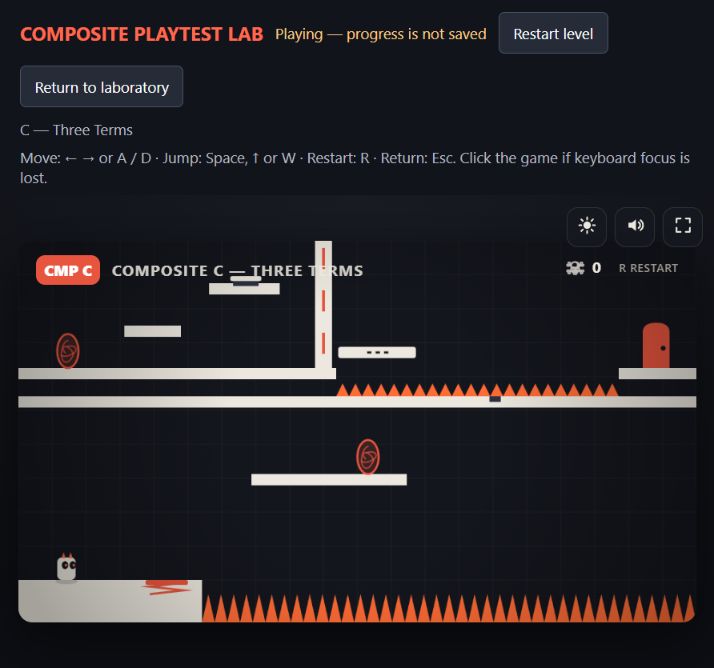 COMPOSITE PLAYTEST LAB Playing — progress is not saved Restart level
Return to laboratory
C — Three Terms
Move: ← → or A / D · Jump: Space, ↑ or W · Restart: R · Return: Esc. Click the game if keyboard focus is
lost.
CMP C COMPOSITE C — THREE TERMS 0 R RESTART